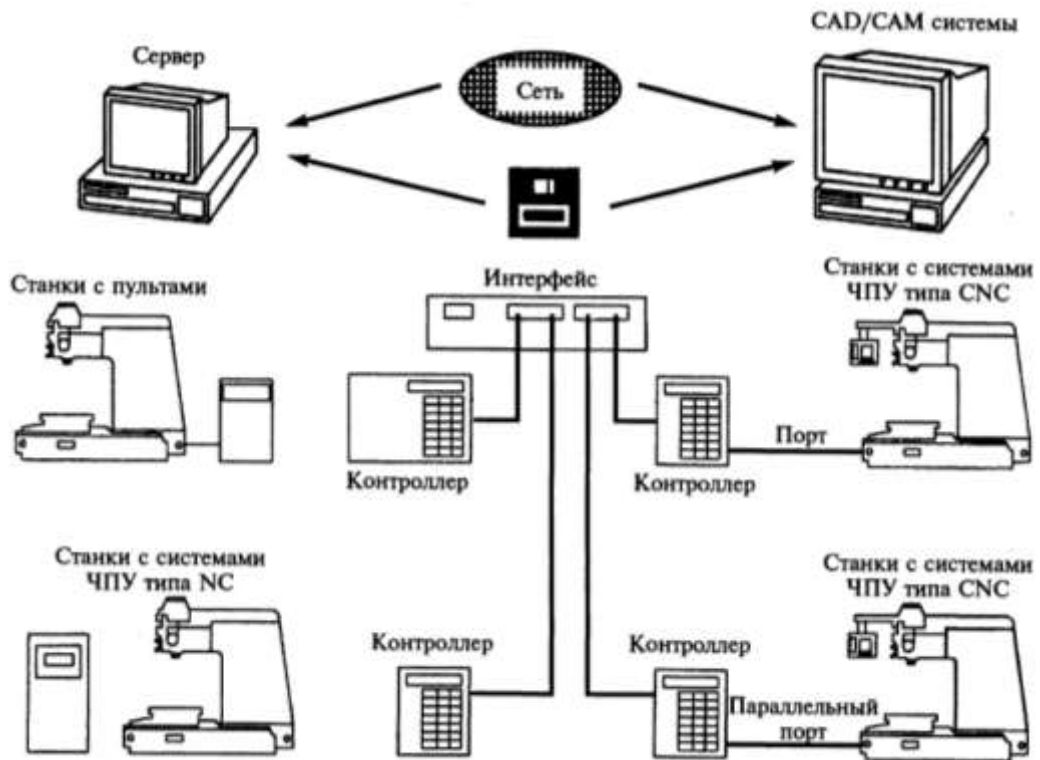 CAD/CAM системы
Сервер
Сеть
Интерфейс
Станки с системами
ЧПУ типа CNC
Станки с пультами
Порт
Контроллер
Контроллер
Станки с системами
ЧПУ типа NC
Станки с системами
ЧПУ типа CNC
Контроллер
Контроллер
Параллельный
порт